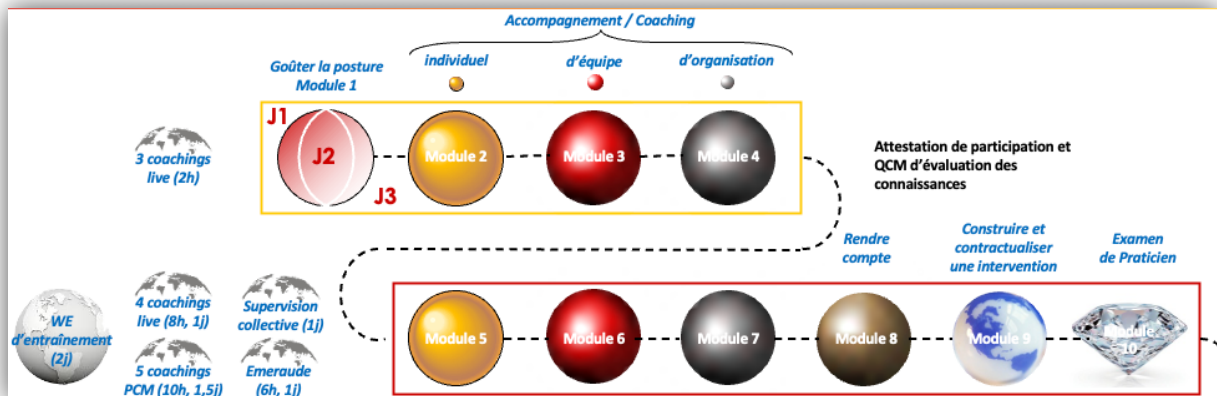 Accompagnement / Coaching
Goûter la posture
Module 1
individuel
d'équipe
d'organisation
J1
J2
J3
Module 2
Module 3
Module 4
3 coachings
live (2h)
Attestation de participation et
QCM d'évaluation des
connaissances
Rendre
compte
Construire et
contractualiser
une intervention
Examen
de Praticien
WE
d'entraînement
(2j)
4 coachings
live (8h, 1j)
Supervision
collective (1j)
5 coachings
PCM (10h, 1,5j)
Emeraude
(6h, 1j)
Module 5
Module 6
Module 7
Module 8
Module 9
Module
10